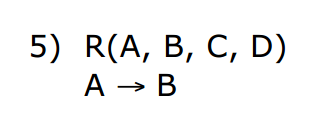 5) R(A, B, C, D)
A → B